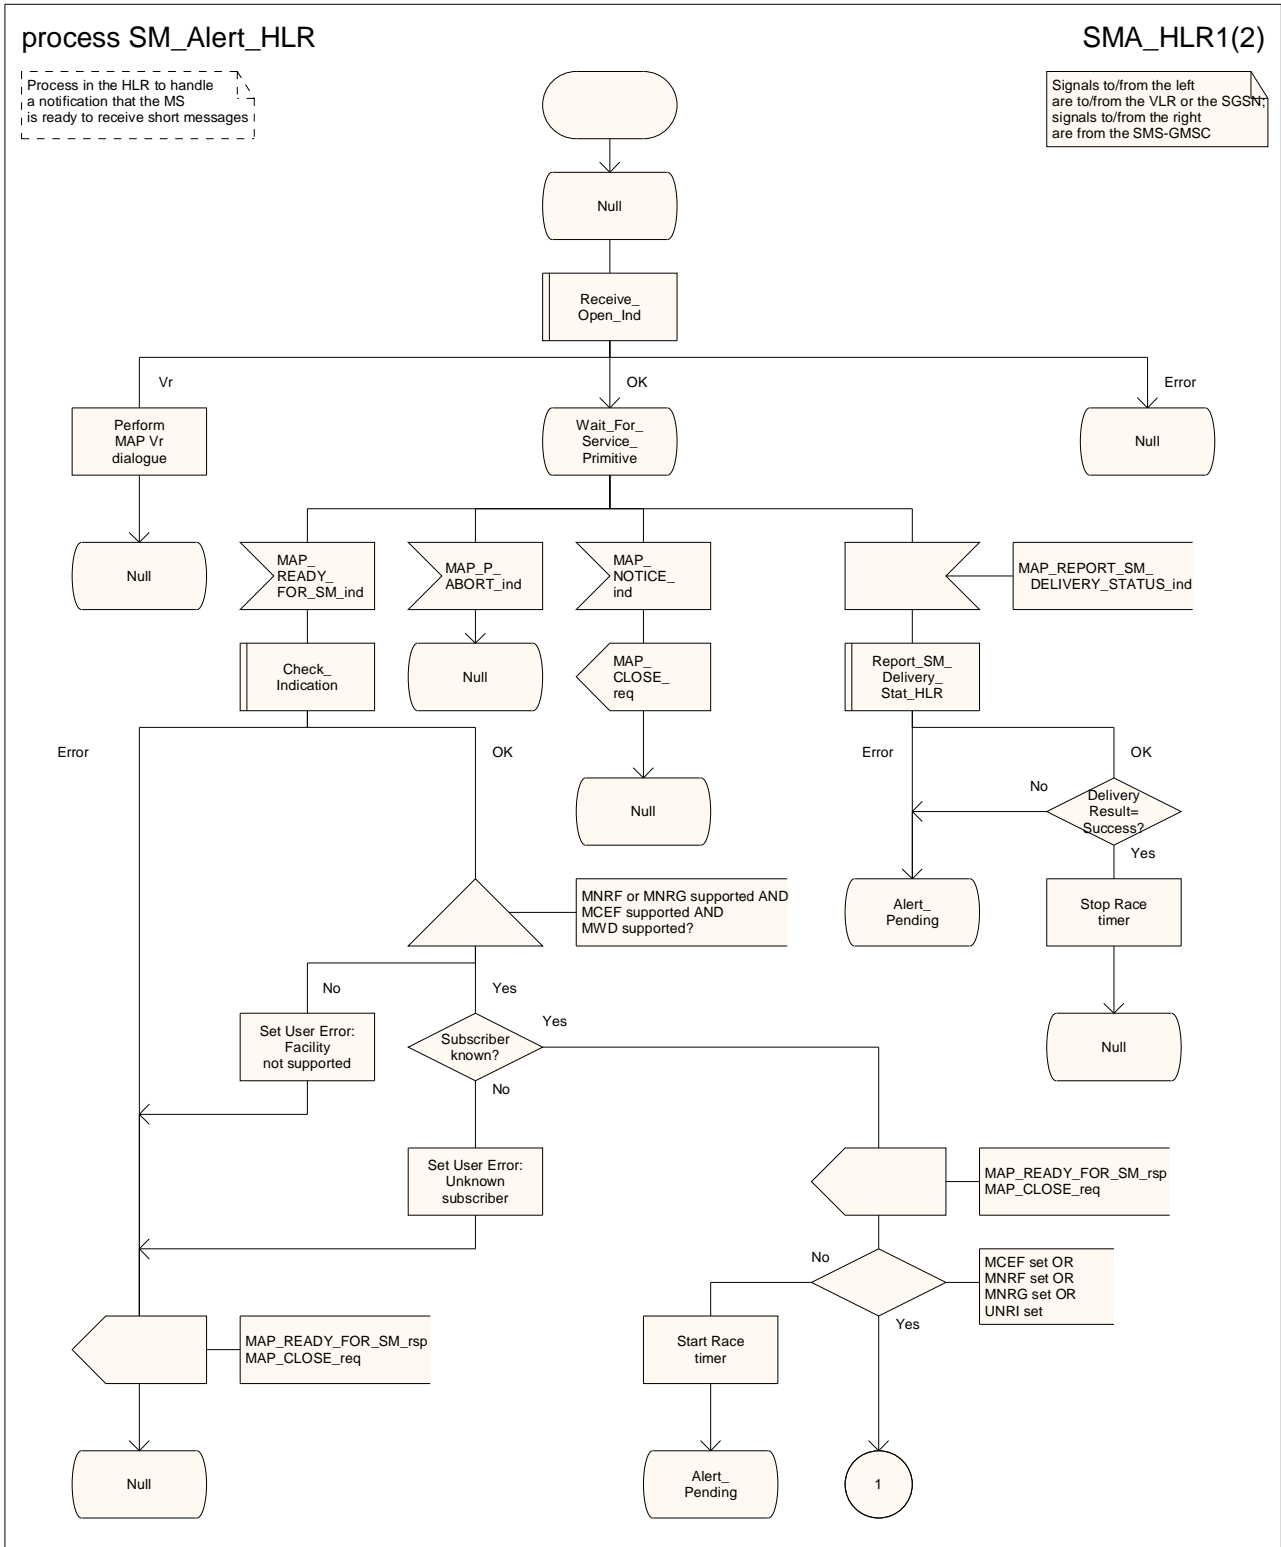 process SM_Alert_HLR
SMA_HLR1(2)
Process in the HLR to handle
a notification that the MS
is ready to receive short messages
Signals to/from the left
are to/from the VLR or the SGSN;
signals to/from the right
are from the SMS-GMSC
Null
Receive_
Open_Ind
Vr
OK
Error
Perform
MAP Vr
dialogue
Wait_For_
Service_
Primitive
Null
Null
MAP_
READY_
FOR_SM_ind
MAP_P_
ABORT_ind
MAP_
NOTICE_
ind
MAP_REPORT_SM_
DELIVERY_STATUS_ind
Check_
Indication
Null
MAP_
CLOSE_
req
Report_SM_
Delivery_
Stat_HLR
Error
OK
Error
OK
Null
No
Delivery
Result=
Success?
Yes
MNRF or MNRG supported AND
MCEF supported AND
MWD supported?
Alert_
Pending
Stop Race
timer
No
Yes
Set User Error:
Facility
not supported
Subscriber
known?
Yes
No
Null
Set User Error:
Unknown
subscriber
MAP_READY_FOR_SM_rsp
MAP_CLOSE_req
No
MCEF set OR
MNRF set OR
MNRG set OR
UNRI set
Yes
MAP_READY_FOR_SM_rsp
MAP_CLOSE_req
Start Race
timer
Null
Alert_
Pending
1